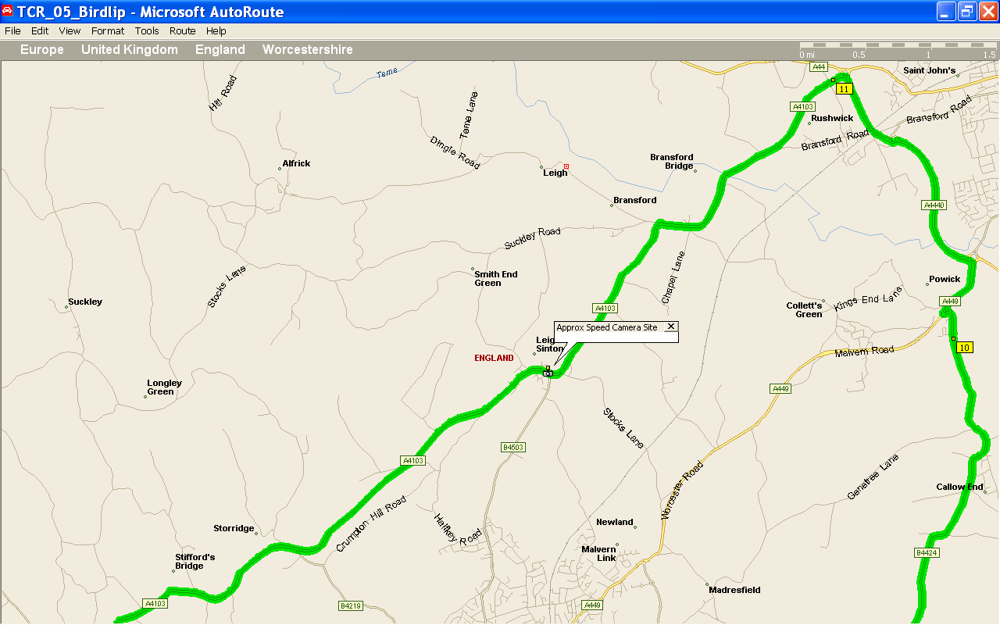 TCR_05_Birdlip - Microsoft AutoRoute
File Edit View Format Tools Route Help
Europe United Kingdom England Worcestershire
0 mi 0.5 1 1.5
Teme
A44
Saint John's
Hill Road
11
Teme Lane
A4103
Rushwick
Bransford Road
Bransford Road
Dingle Road
Alfrick
Leigh
Bransford
Bridge
Bransford
A4440
Suckley Road
Stocks Lane
Smith End
Green
Chapel Lane
Powick
Suckley
A4103
Collett's
Green
Kings End Lane
A449
Approx Speed Camera Site
Leigh
Sinton
ENGLAND
Malvern Road
10
Longley
Green
A449
Stocks Lane
B4503
A4103
Worcester Road
Genetree Lane
Callow End
Crumpton Hill Road
Halfkey Road
Storridge
Newland
Malvern
Link
Stifford's
Bridge
B4424
Madresfield
A4103
B4219
A449